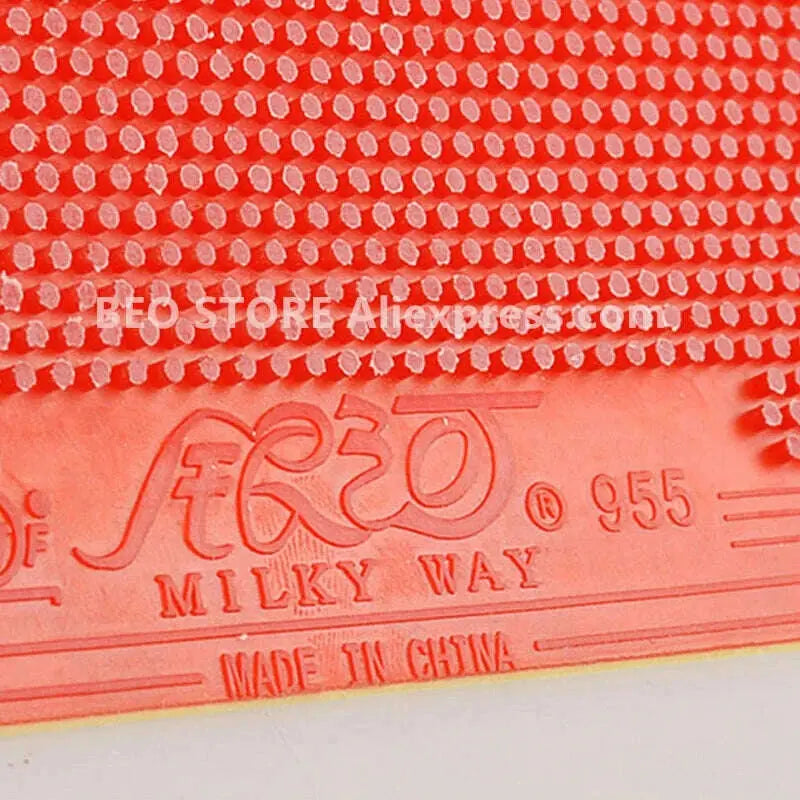 BEO STORE Aliexpress.com
® 955
F
MILKY WAY
MADE IN CHINA